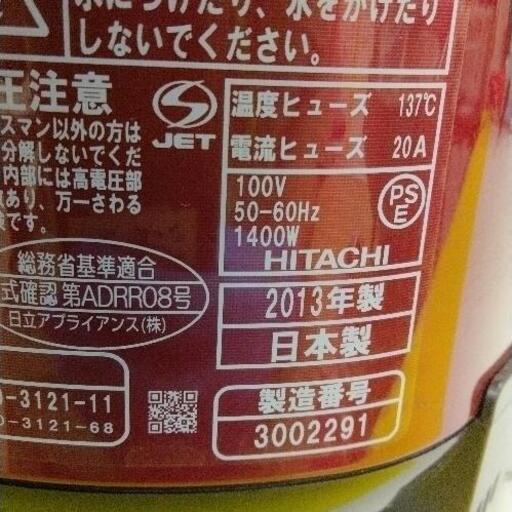 水につけたり、水をかけたり
しないでください。
圧注意
スマン以外の方は
分解しないでくだ
内部には高電圧部
あり、万一さわる
です。
JET
温度ヒューズ 137℃
電流ヒューズ 20A
100V
50-60Hz
1400W
PS
E
HITACHI
総務省基準適合
式確認 第ADRR08号
日立アプライアンス(株)
2013年製
日本製
-3121-11
0-3121-68
製造番号
3002291